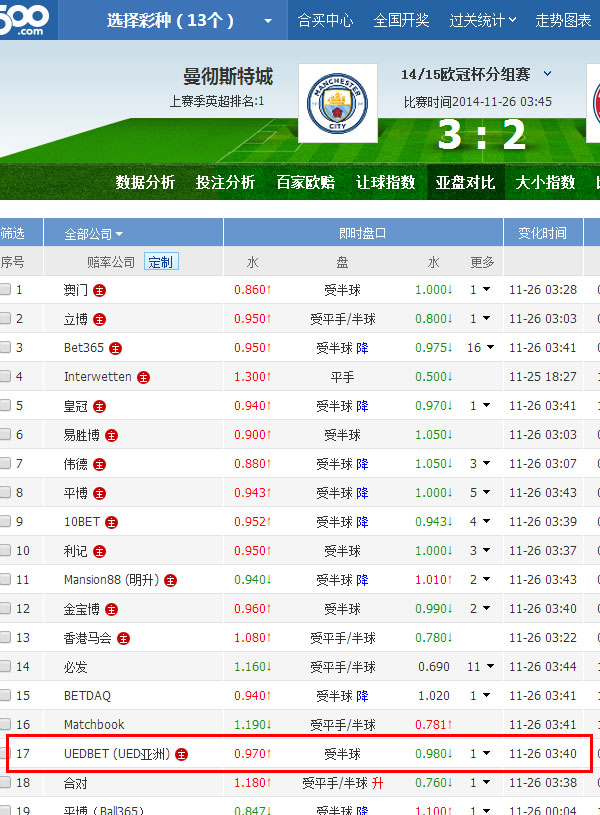 500 选择彩种（13个） 合买中心 全国开奖 过关统计 走势图表
.com
曼彻斯特城 14/15欧冠杯分组赛
上赛季英超排名:1 MANCHESTER CITY 比赛时间2014-11-26 03:45
3 : 2
数据分析 投注分析 百家欧赔 让球指数 亚盘对比 大小指数
筛选 全部公司 即时盘口 变化时间
序号 赔率公司 定制 水 盘 水 更多
1 澳门 主 0.860↑ 受半球 1.000↓ 1 11-26 03:28
2 立博 主 0.950↑ 受平手/半球 0.800↓ 1 11-26 03:03
3 Bet365 主 0.950↑ 受半球 降 0.975↓ 16 11-26 03:41
4 Interwetten 主 1.300↑ 平手 0.500↓ 11-25 18:27
5 皇冠 主 0.940↑ 受半球 降 0.970↓ 1 11-26 03:41
6 易胜博 主 0.900↑ 受半球 1.050↓ 11-26 03:03
7 伟德 主 0.880↑ 受半球 降 1.050↓ 3 11-26 03:07
8 平博 主 0.943↑ 受半球 降 1.000↓ 5 11-26 03:43
9 10BET 主 0.952↑ 受半球 降 0.943↓ 4 11-26 03:39
10 利记 主 0.950↑ 受半球 1.000↓ 3 11-26 03:37
11 Mansion88 (明升) 主 0.940↓ 受半球 降 1.010↑ 2 11-26 03:43
12 金宝博 主 0.960↑ 受半球 0.990↓ 2 11-26 03:40
13 香港马会 主 1.080↑ 受平手/半球 0.780↓ 11-26 03:22
14 必发 1.160↓ 受平手/半球 0.690 11 11-26 03:44
15 BETDAQ 0.940↑ 受半球 降 1.020 1 11-26 03:41
16 Matchbook 1.190↓ 受平手/半球 0.781↑ 11-26 03:41
17 UEDBET (UED亚洲) 主 0.970↑ 受半球 0.980↓ 1 11-26 03:40
18 合对 1.180↑ 受平手/半球 升 0.760↓ 1 11-26 03:38
19 平博（Ball365） 0.847↓ 受半球 降 1.100↑ 1 11-26 00:04